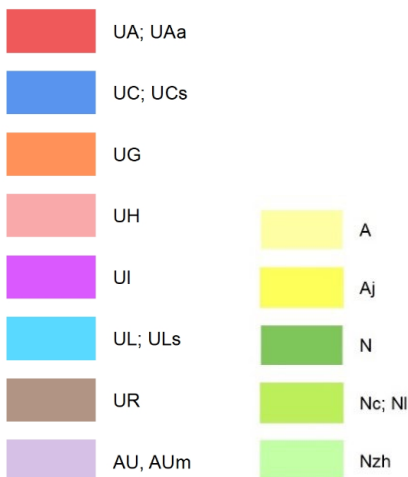 UA; UAa
UC; UCs
UG
UH
UI
UL; ULs
UR
AU, AUm
A
Aj
N
Nc; Nl
Nzh